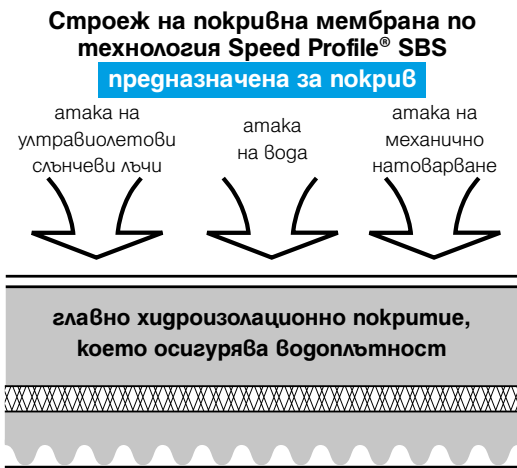 Строеж на покривна мембрана по
технология Speed Profile® SBS
предназначена за покрив
атака на
ултравиолетови
слънчеви лъчи
атака
на вода
атака на
механично
натоварване
главно хидроизолационно покритие,
което осигурява водоплътност